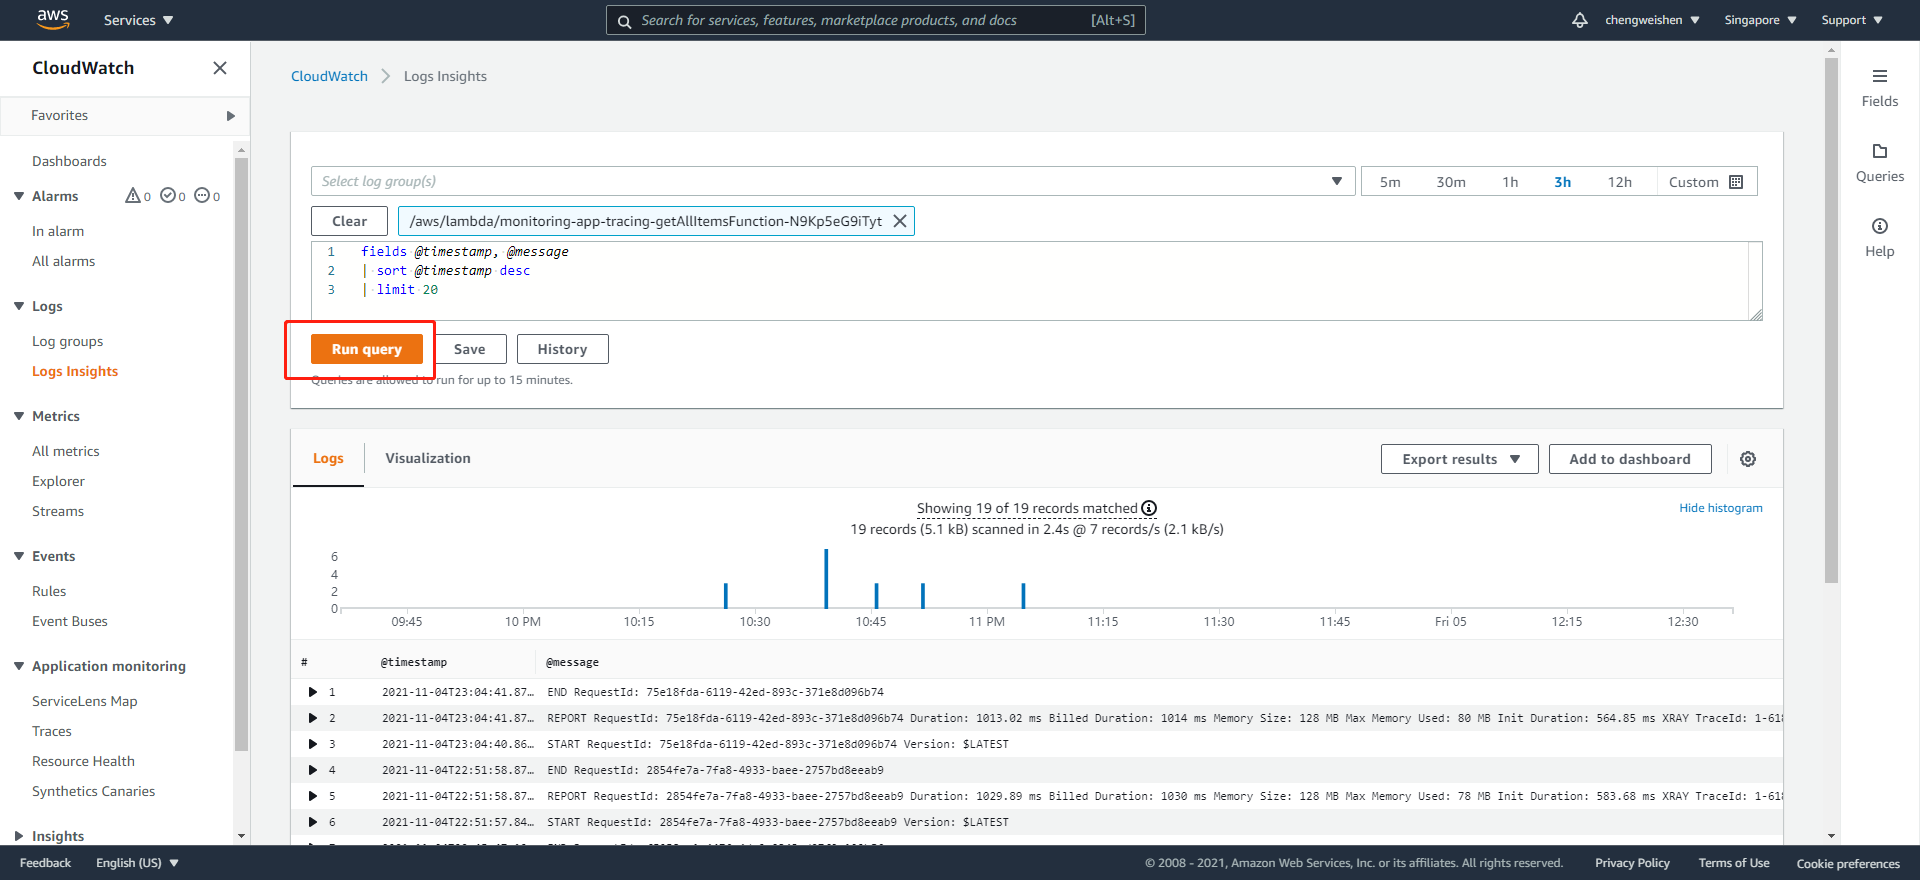 aws
Services
Search for services, features, marketplace products, and docs
[Alt+S]
chengweishen
Singapore
Support
CloudWatch
Favorites
Dashboards
Alarms
0
0
0
In alarm
All alarms
Logs
Log groups
Logs Insights
Metrics
All metrics
Explorer
Streams
Events
Rules
Event Buses
Application monitoring
ServiceLens Map
Traces
Resource Health
Synthetics Canaries
Insights
CloudWatch > Logs Insights
Select log group(s)
5m 30m 1h 3h 12h Custom
Clear
/aws/lambda/monitoring-app-tracing-getAllItemsFunction-N9Kp5eG9iTyt
1 fields @timestamp, @message
2 | sort @timestamp desc
3 | limit 20
Run query
Save
History
Queries are allowed to run for up to 15 minutes.
Logs
Visualization
Export results
Add to dashboard
Showing 19 of 19 records matched
Hide histogram
19 records (5.1 kB) scanned in 2.4s @ 7 records/s (2.1 kB/s)
6
4
2
0
09:45 10 PM 10:15 10:30 10:45 11 PM 11:15 11:30 11:45 Fri 05 12:15 12:30
# @timestamp @message
1 2021-11-04T23:04:41.87… END RequestId: 75e18fda-6119-42ed-893c-371e8d096b74
2 2021-11-04T23:04:41.87… REPORT RequestId: 75e18fda-6119-42ed-893c-371e8d096b74 Duration: 1013.02 ms Billed Duration: 1014 ms Memory Size: 128 MB Max Memory Used: 80 MB Init Duration: 564.85 ms XRAY TraceId: 1-618
3 2021-11-04T23:04:40.86… START RequestId: 75e18fda-6119-42ed-893c-371e8d096b74 Version: $LATEST
4 2021-11-04T22:51:58.87… END RequestId: 2854fe7a-7fa8-4933-baee-2757bd8eeab9
5 2021-11-04T22:51:58.87… REPORT RequestId: 2854fe7a-7fa8-4933-baee-2757bd8eeab9 Duration: 1029.89 ms Billed Duration: 1030 ms Memory Size: 128 MB Max Memory Used: 78 MB Init Duration: 583.68 ms XRAY TraceId: 1-618
6 2021-11-04T22:51:57.84… START RequestId: 2854fe7a-7fa8-4933-baee-2757bd8eeab9 Version: $LATEST
Fields
Queries
Help
Feedback
English (US)
© 2008 - 2021, Amazon Web Services, Inc. or its affiliates. All rights reserved.
Privacy Policy
Terms of Use
Cookie preferences